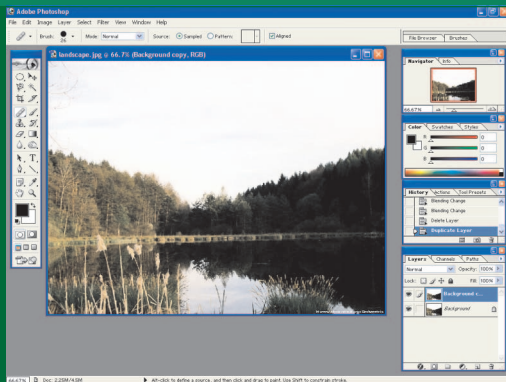 Adobe Photoshop
File Edit Image Layer Select Filter View Window Help
Brush: 26 Mode: Normal Source: Sampled Pattern: Aligned
File Browser Brushes
landscape.jpg @ 66.7% (Background copy, RGB)
Navigator Info
66.67%
Color Swatches Styles
R 0
G 0
B 0
History Actions Tool Presets
Blending Change
Blending Change
Delete Layer
Duplicate Layer
Layers Channels Paths
Normal Opacity: 100%
Lock: Fill: 100%
Background c...
Background
66.67% Doc: 2.25M/4.5M Alt-click to define a source, and then click and drag to paint. Use Shift to constrain stroke.